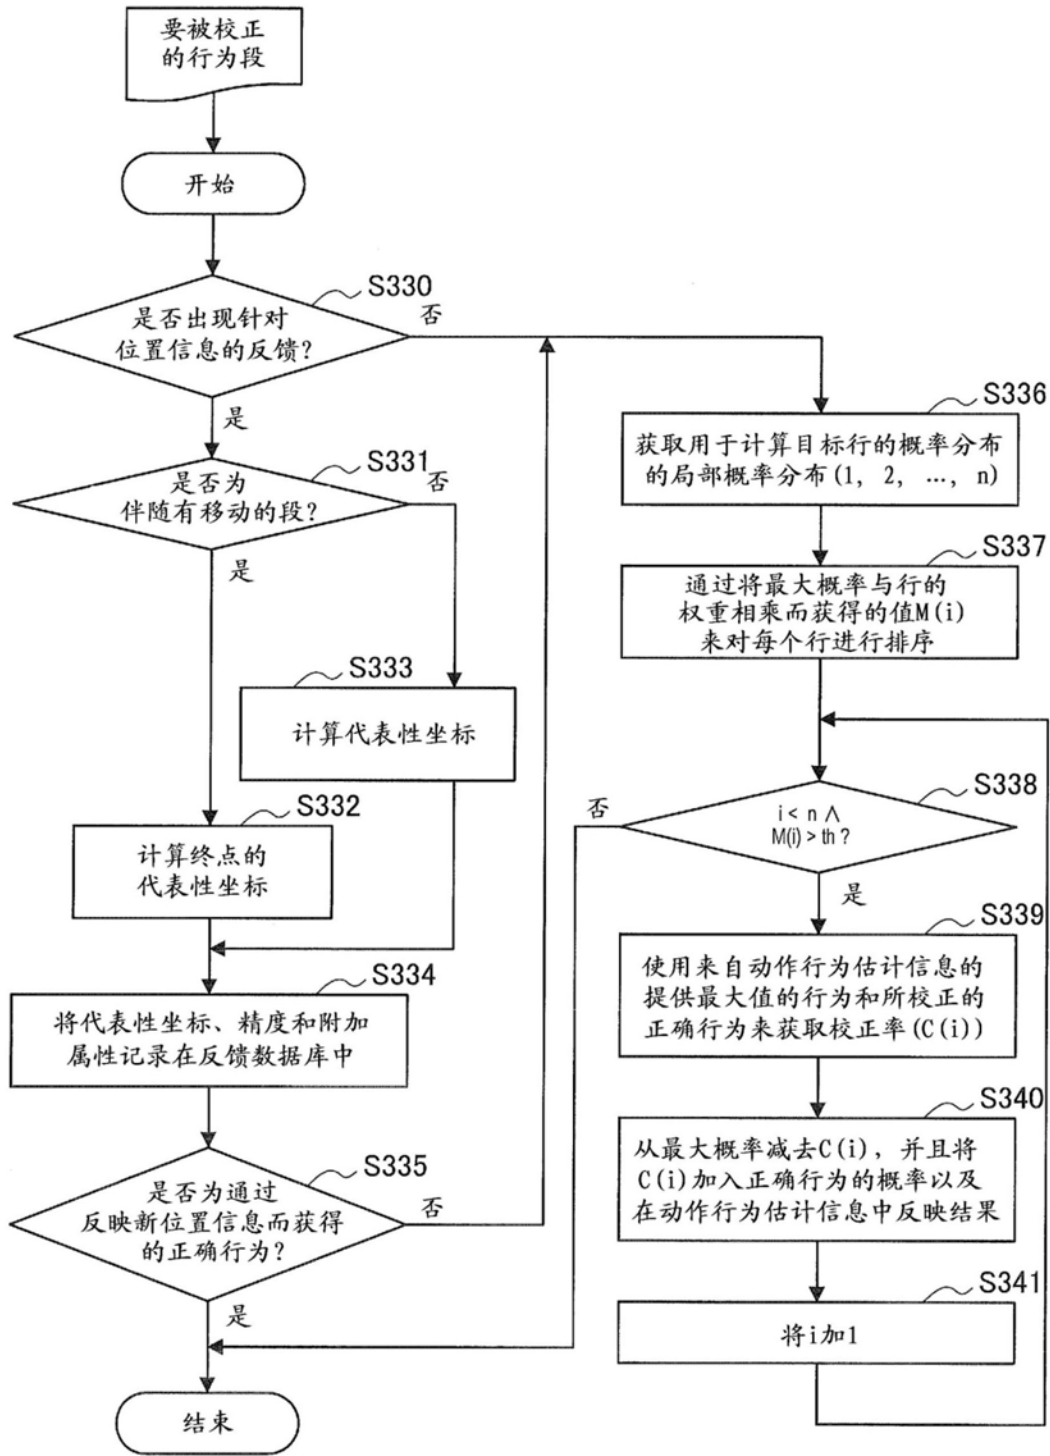 要被校正
的行为段
开始
S330
是否出现针对
位置信息的反馈?
否
是
S331
是否为
伴随有移动的段?
否
是
S333
计算代表性坐标
S332
计算终点的
代表性坐标
S334
将代表性坐标、精度和附加
属性记录在反馈数据库中
S335
是否为通过
反映新位置信息而获得
的正确行为?
否
是
结束
S336
获取用于计算目标行的概率分布
的局部概率分布(1, 2, ..., n)
S337
通过将最大概率与行的
权重相乘而获得的值M(i)
来对每个行进行排序
S338
i < n ∧
M(i) > th ?
否
是
S339
使用来自动作行为估计信息的
提供最大值的行为和所校正的
正确行为来获取校正率(C(i))
S340
从最大概率减去C(i), 并且将
C(i)加入正确行为的概率以及
在动作行为估计信息中反映结果
S341
将i加1